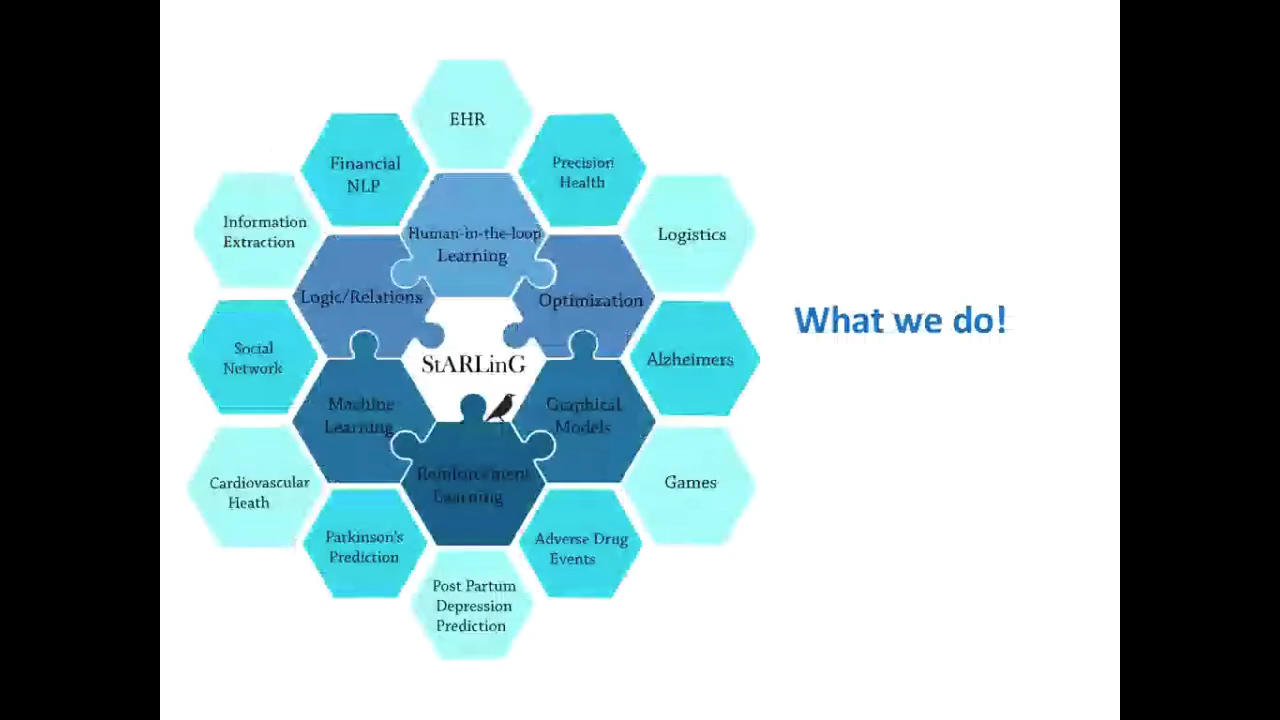 EHR
Financial
NLP
Precision
Health
Information
Extraction
Human-in-the-loop
Learning
Logistics
Logic/Relations
Optimization
What we do!
Social
Network
StARLinG
Alzheimers
Machine
Learning
Graphical
Models
Cardiovascular
Heath
Reinforcement
Learning
Games
Parkinson's
Prediction
Adverse Drug
Events
Post Partum
Depression
Prediction